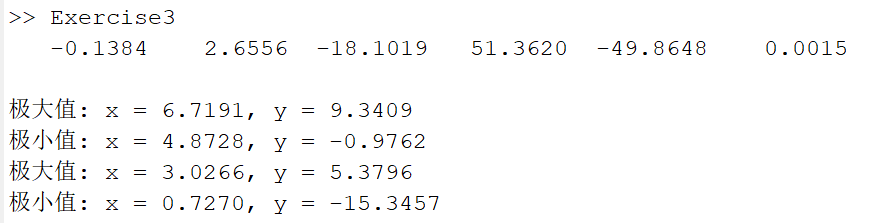 >> Exercise3
-0.1384 2.6556 -18.1019 51.3620 -49.8648 0.0015
极大值: x = 6.7191, y = 9.3409
极小值: x = 4.8728, y = -0.9762
极大值: x = 3.0266, y = 5.3796
极小值: x = 0.7270, y = -15.3457